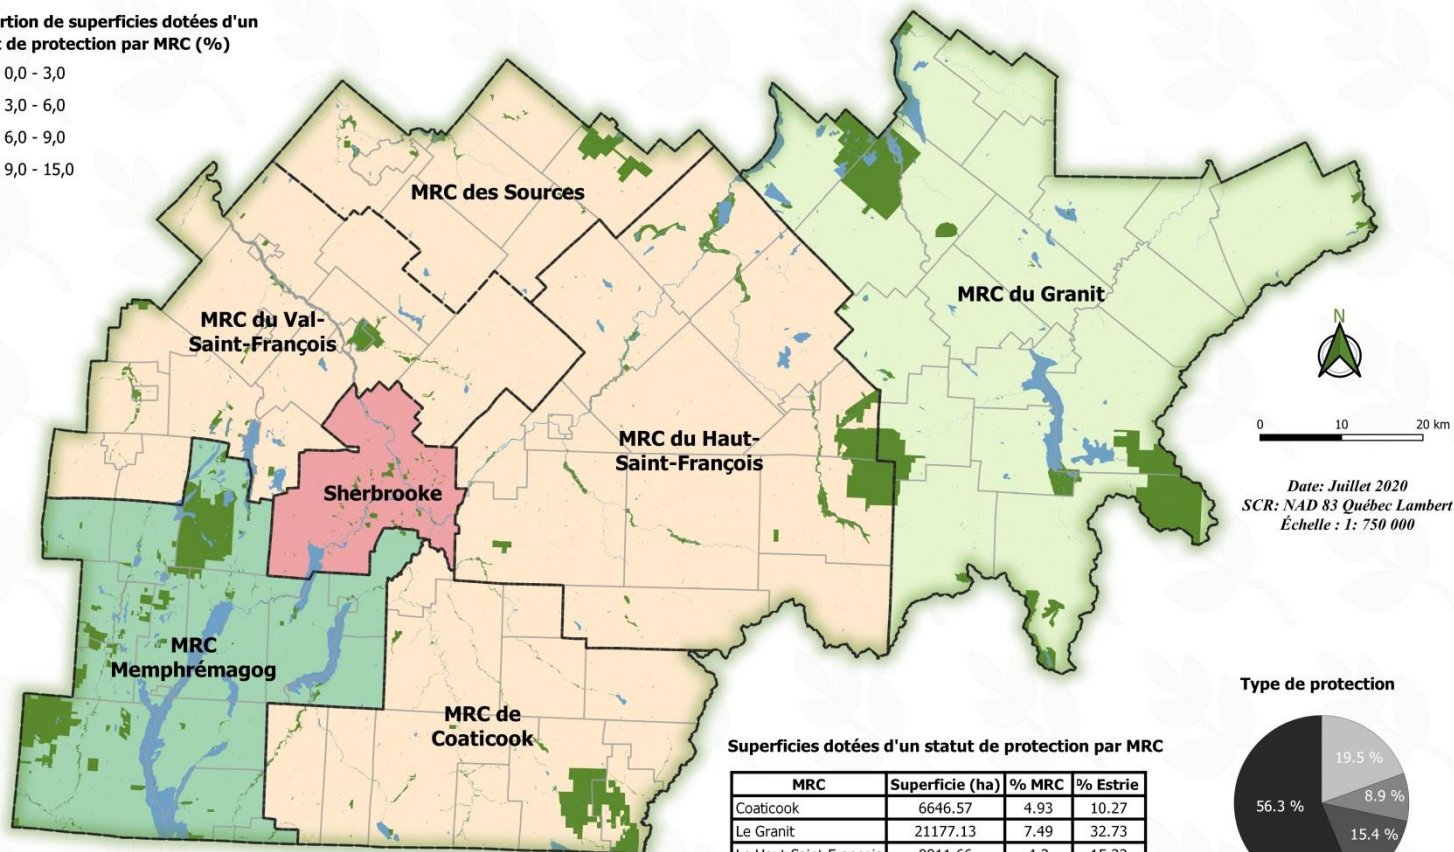 rtion de superficies dotées d'un
t de protection par MRC (%)
0,0 - 3,0
3,0 - 6,0
6,0 - 9,0
9,0 - 15,0
MRC des Sources
MRC du Val-
Saint-François
MRC du Granit
MRC du Haut-
Saint-François
Sherbrooke
MRC
Memphrémagog
MRC de
Coaticook
N
0 10 20 km
Date: Juillet 2020
SCR: NAD 83 Québec Lambert
Échelle : 1: 750 000
Superficies dotées d'un statut de protection par MRC
MRC Superficie (ha) % MRC % Estrie
Coaticook 6646.57 4.93 10.27
Le Granit 21177.13 7.49 32.73
Type de protection
19.5 %
8.9 %
56.3 %
15.4 %